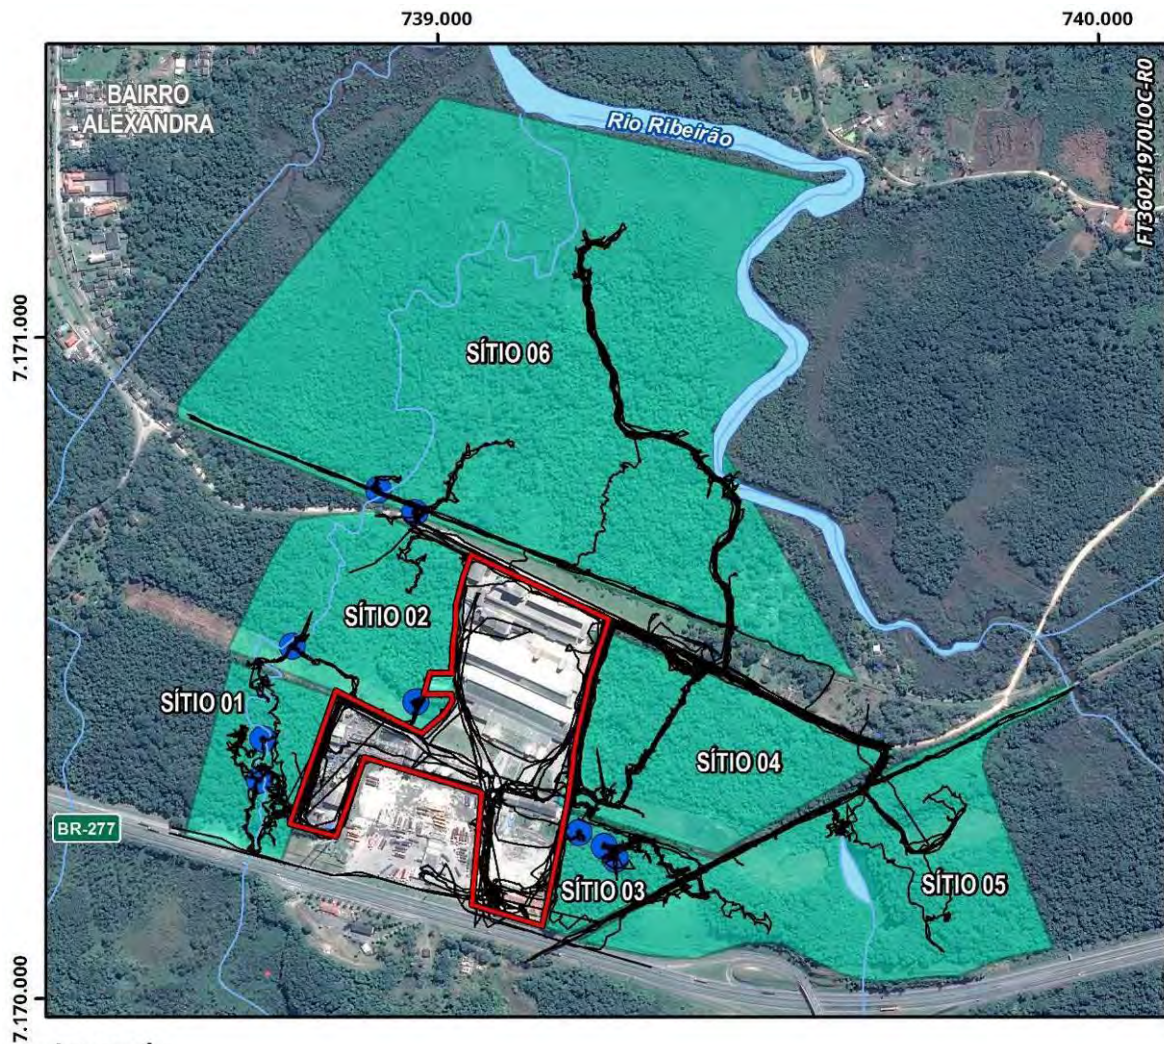 739.000
740.000
BAIRRO
ALEXANDRA
Rio Ribeirão
FT36021970LOC-R0
7.171.000
SÍTIO 06
SÍTIO 02
SÍTIO 01
SÍTIO 04
BR-277
SÍTIO 03
SÍTIO 05
7.170.000